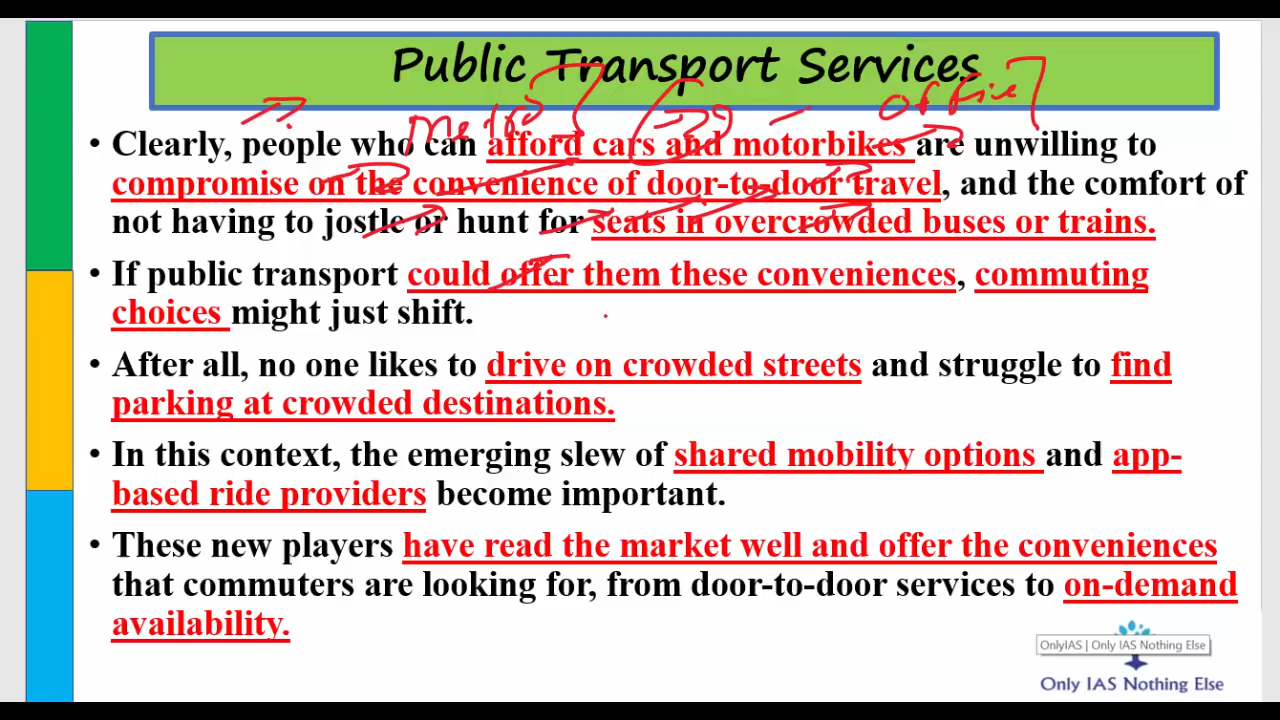 Public Transport Services
Metro
office
• Clearly, people who can afford cars and motorbikes are unwilling to
compromise on the convenience of door-to-door travel, and the comfort of
not having to jostle or hunt for seats in overcrowded buses or trains.
• If public transport could offer them these conveniences, commuting
choices might just shift.
• After all, no one likes to drive on crowded streets and struggle to find
parking at crowded destinations.
• In this context, the emerging slew of shared mobility options and app-
based ride providers become important.
• These new players have read the market well and offer the conveniences
that commuters are looking for, from door-to-door services to on-demand
availability.
OnlyIAS | Only IAS Nothing Else
Only IAS Nothing Else